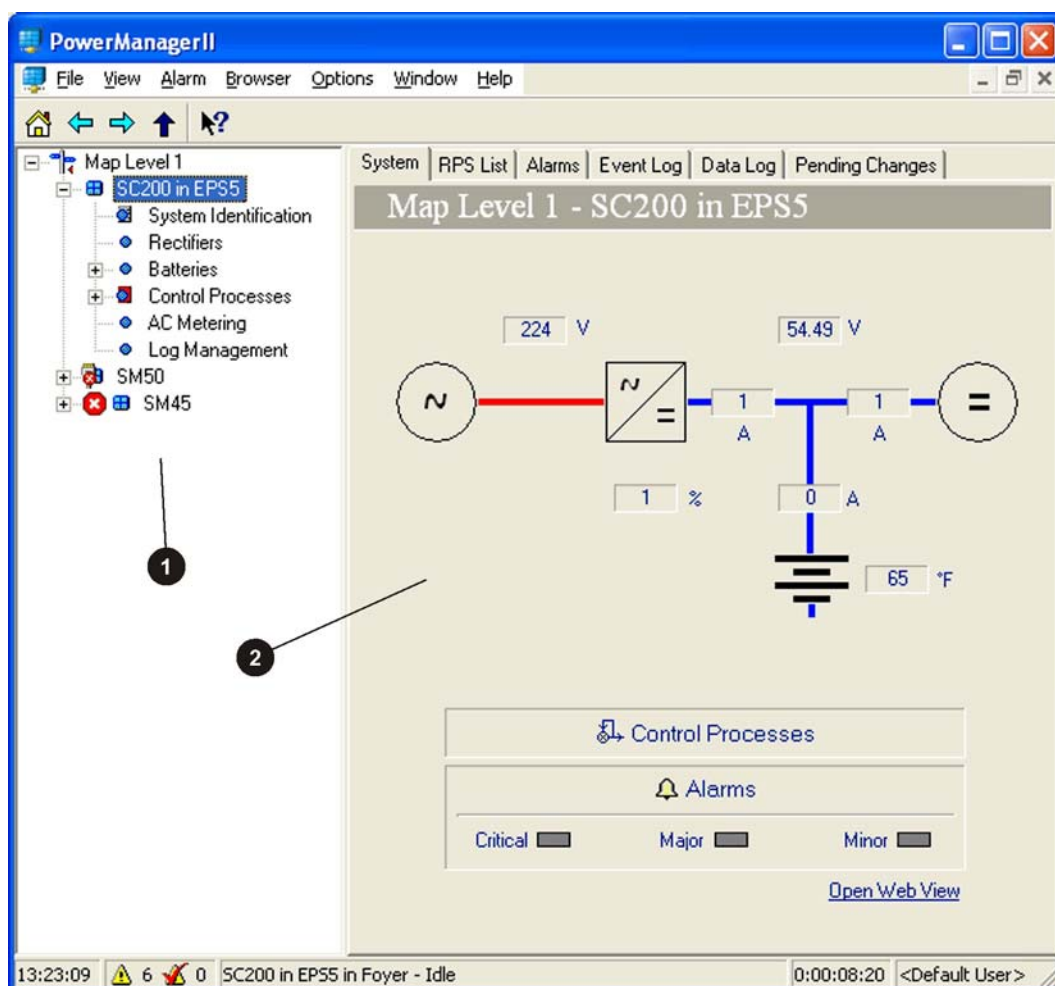 PowerManagerII
File View Alarm Browser Options Window Help
Map Level 1
SC200 in EPS5
System Identification
Rectifiers
Batteries
Control Processes
AC Metering
Log Management
SM50
SM45
1
System RPS List Alarms Event Log Data Log Pending Changes
Map Level 1 - SC200 in EPS5
224 V 54.49 V
~ ~ = 1 1 =
A A
1 % 0 A
65 °F
2
Control Processes
Alarms
Critical Major Minor
Open Web View
13:23:09 6 0 SC200 in EPS5 in Foyer - Idle 0:00:08:20 <Default User>